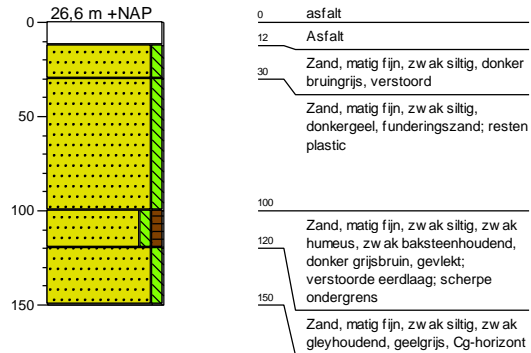 26,6 m +NAP
0
50
100
150
0
asfalt
12
Asfalt
Zand, matig fijn, zwak siltig, donker
bruingrijs, verstoord
30
Zand, matig fijn, zwak siltig,
donkergeel, funderingszand; resten
plastic
100
Zand, matig fijn, zwak siltig, zwak
humeus, zwak baksteenhoudend,
donker grijsbruin, gevlekt;
verstoorde eerdlaag; scherpe
ondergrens
120
Zand, matig fijn, zwak siltig, zwak
gleyhoudend, geelgrijs, Cg-horizont
150